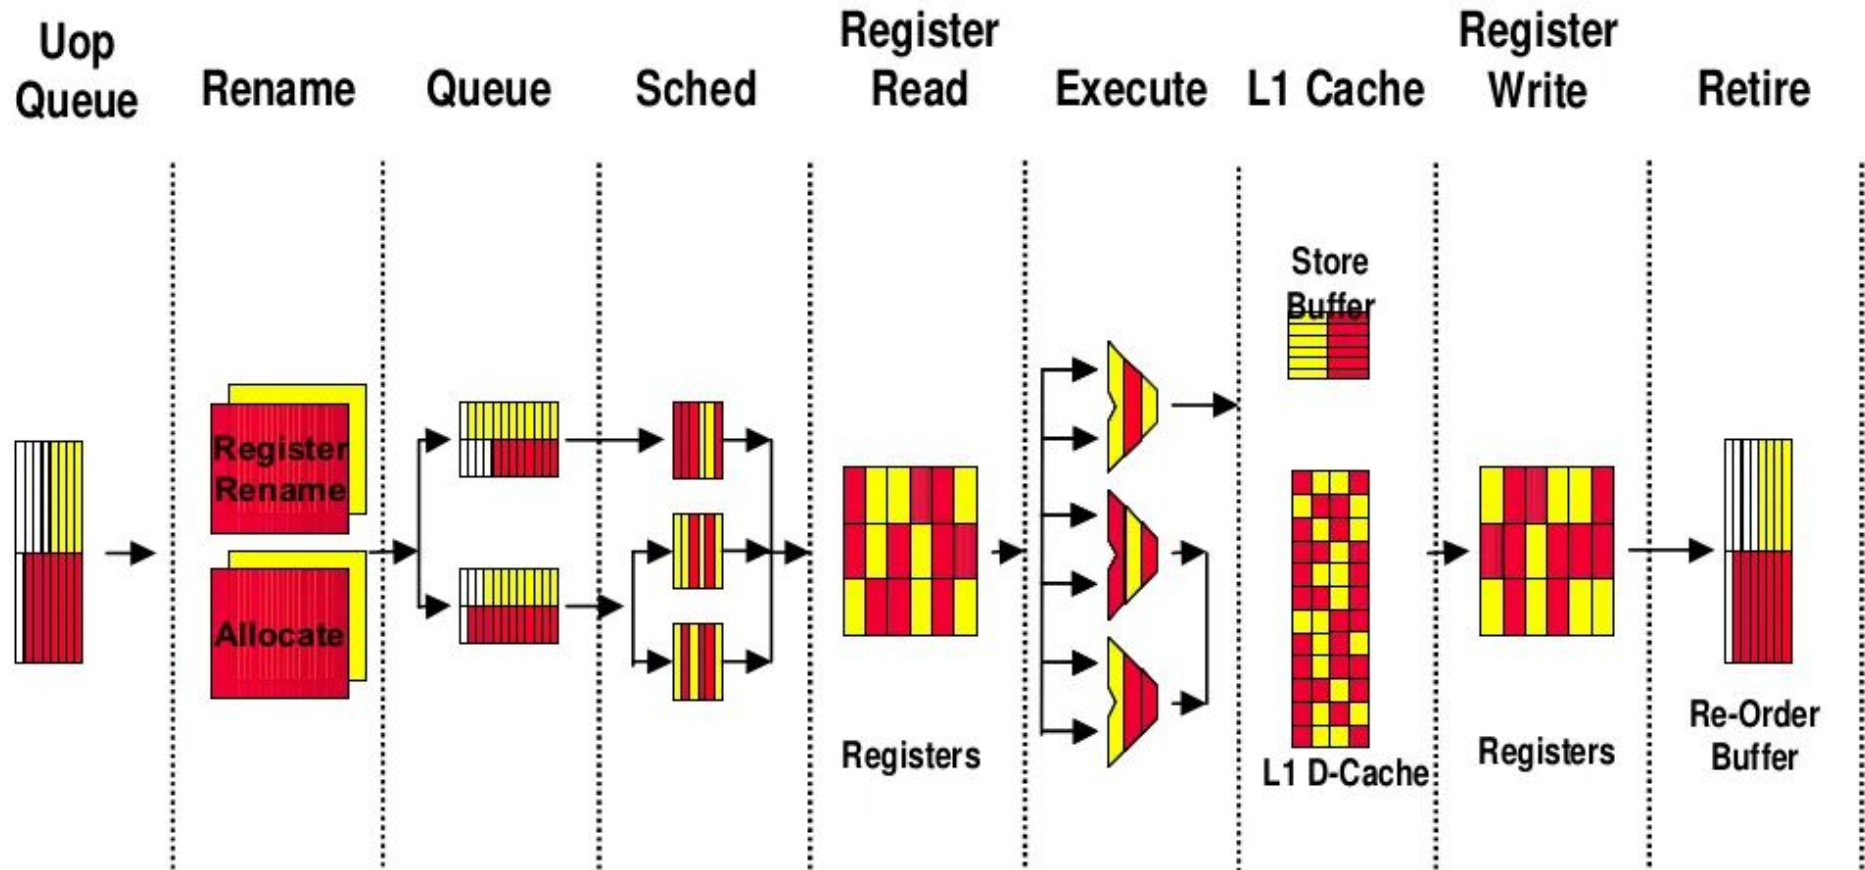 Uop
Queue
Rename
Queue
Sched
Register
Read
Execute
L1 Cache
Register
Write
Retire
Register
Rename
Allocate
Registers
Store
Buffer
L1 D-Cache
Registers
Re-Order
Buffer